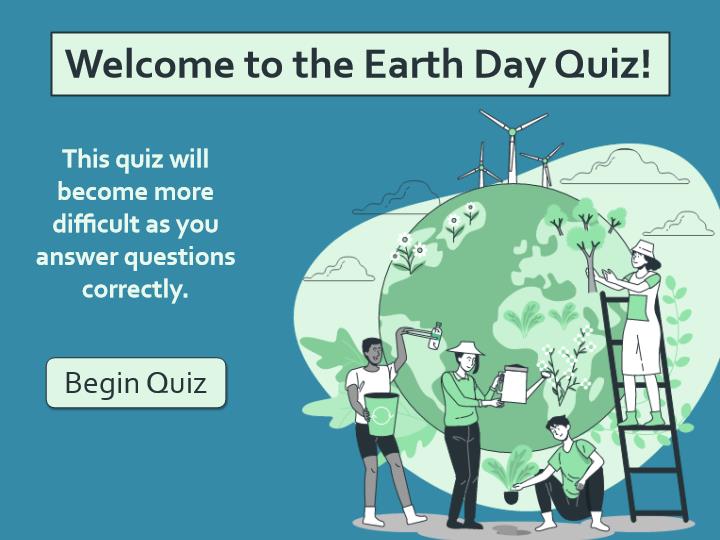 Welcome to the Earth Day Quiz!
This quiz will
become more
difficult as you
answer questions
correctly.
Begin Quiz